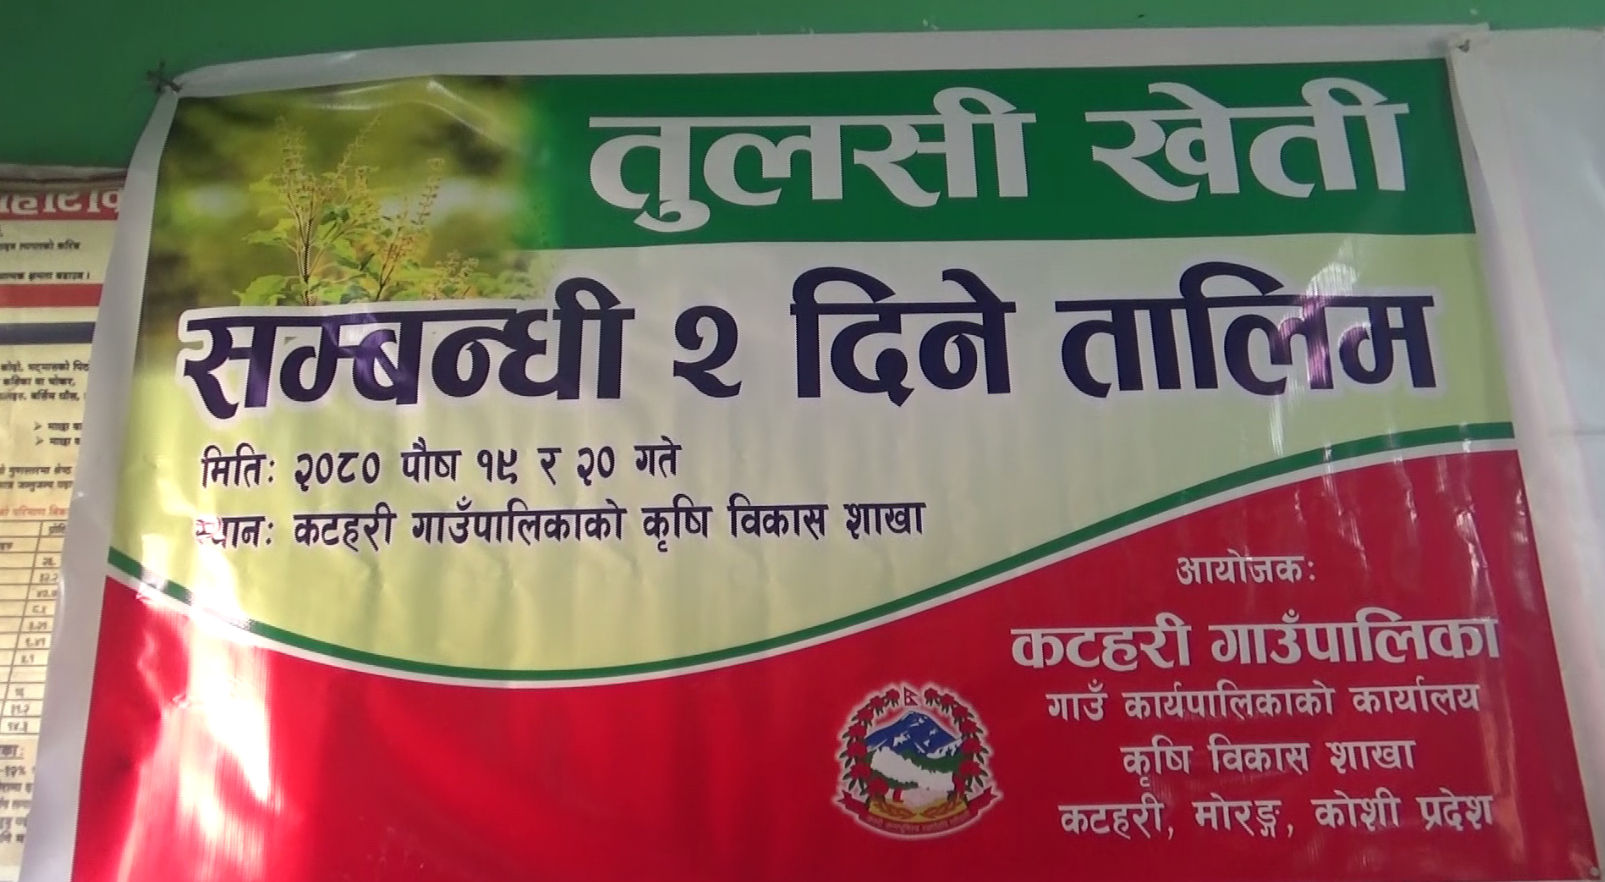 तुलसी खेती
सम्बन्धी २ दिने तालिम
मितिः २०८० पौष १९ र २० गते
स्थानः कटहरी गाउँपालिकाको कृषि विकास शाखा
आयोजकः
कटहरी गाउँपालिका
गाउँ कार्यपालिकाको कार्यालय
कृषि विकास शाखा
कटहरी, मोरङ्ग, कोशी प्रदेश